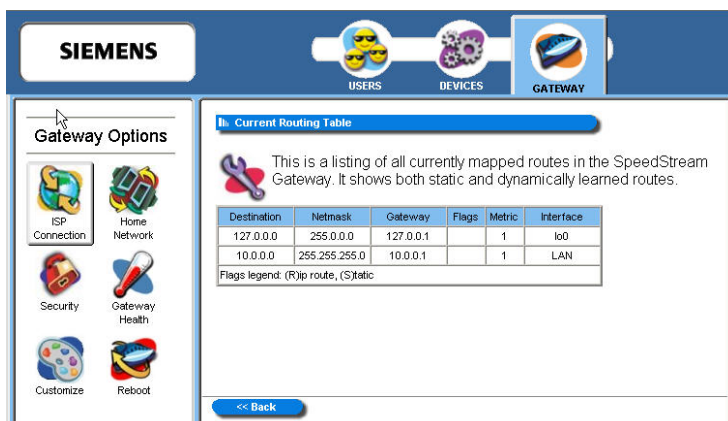 SIEMENS
USERS
DEVICES
GATEWAY
Gateway Options
ISP
Connection
Home
Network
Security
Gateway
Health
Customize
Reboot
Current Routing Table
This is a listing of all currently mapped routes in the SpeedStream
Gateway. It shows both static and dynamically learned routes.
Destination Netmask Gateway Flags Metric Interface
127.0.0.0 255.0.0.0 127.0.0.1 1 lo0
10.0.0.0 255.255.255.0 10.0.0.1 1 LAN
Flags legend: (R)ip route, (S)tatic
<< Back